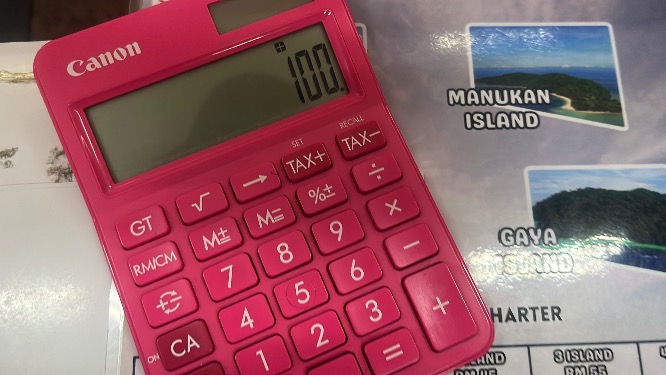 Canon
+
100.
SET
RECALL
TAX+
TAX−
GT
√
→
%±
÷
RM/CM
M±
M=
9
×
7
8
6
−
4
5
3
+
ON
CA
1
2
=
MANUKAN
ISLAND
GAYA
ISLAND
HARTER
3 ISLAND
RM 55